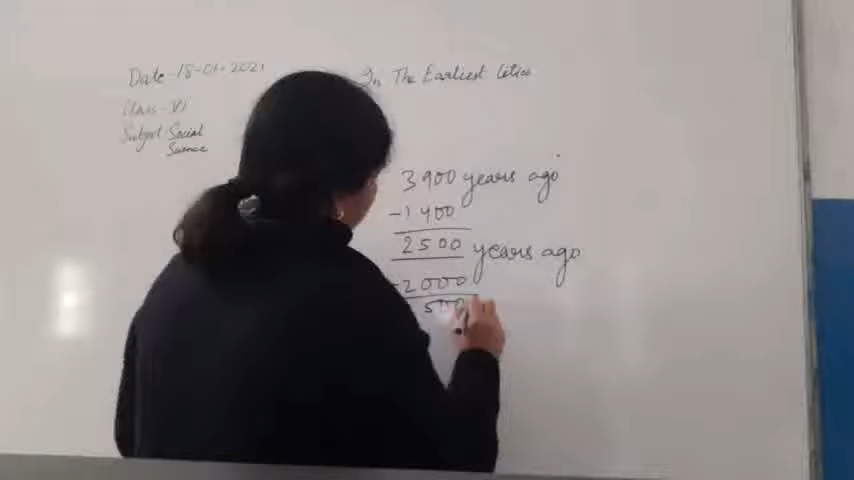 Date-18-01-2021
In The Earliest Cities
Class-VI
Subject Social
Science
3900 years ago
-1400
2500 years ago
-2000
500